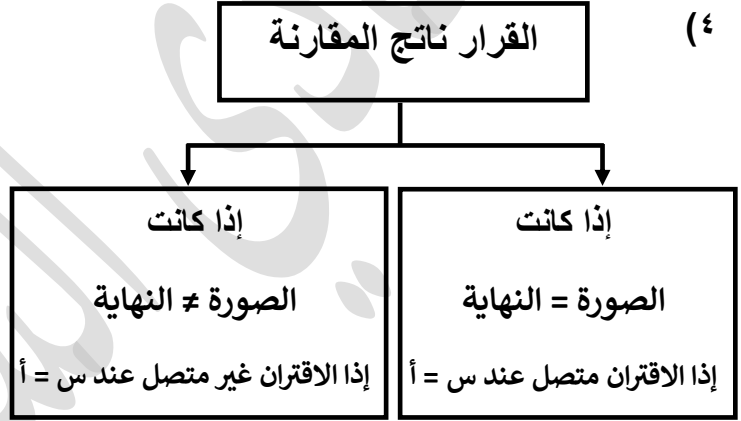 ٤)
القرار ناتج المقارنة
إذا كانت
الصورة = النهاية
إذا الاقتران متصل عند س = أ
إذا كانت
الصورة ≠ النهاية
إذا الاقتران غير متصل عند س = أ